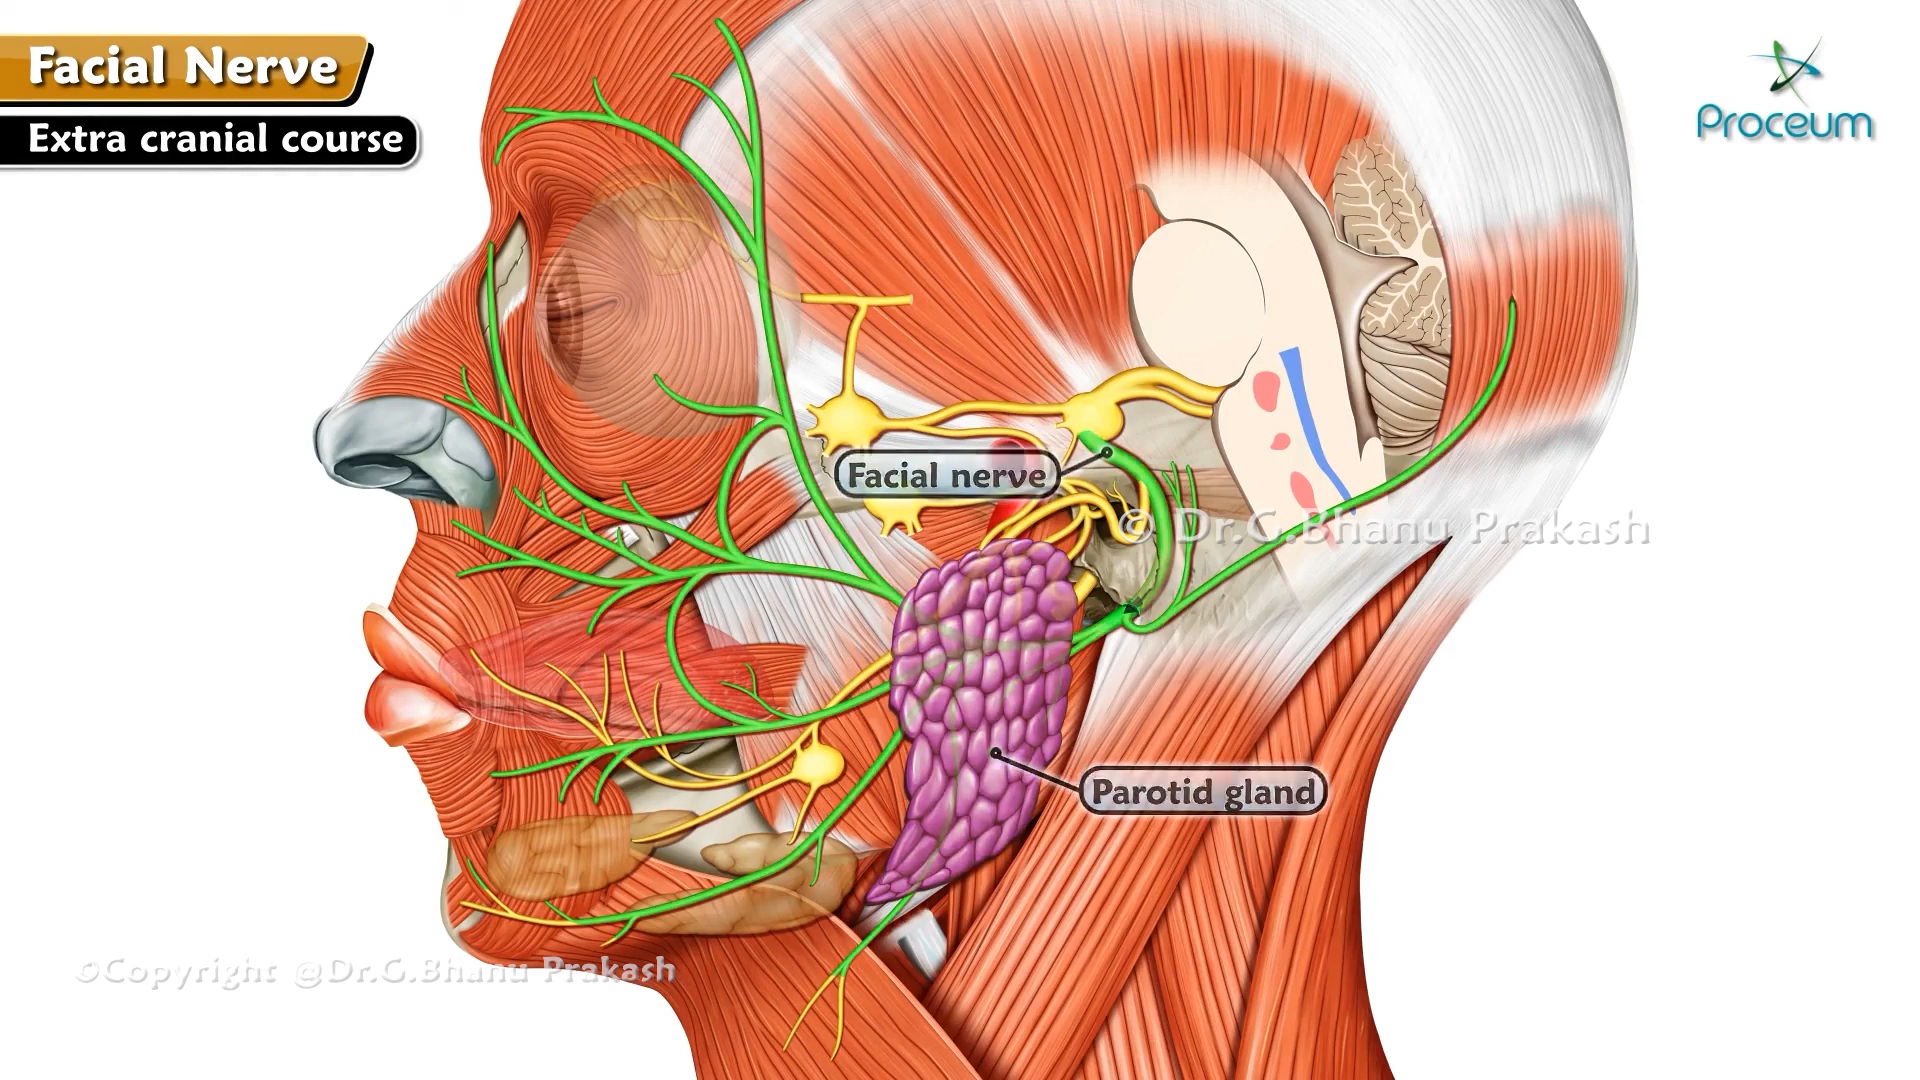 Facial Nerve
Extra cranial course
Proceum
Facial nerve
© Dr.G.Bhanu Prakash
Parotid gland
©Copyright @Dr.G.Bhanu Prakash